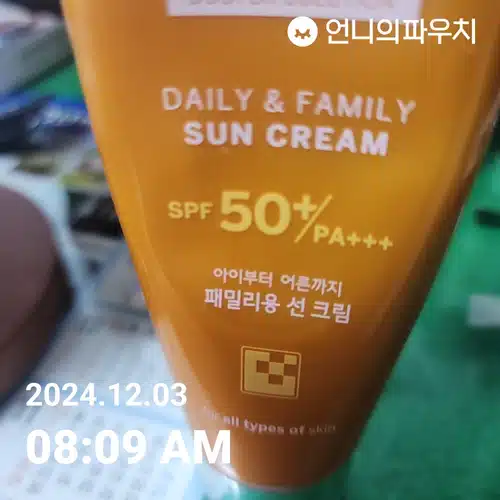 언니의파우치
DAILY & FAMILY
SUN CREAM
SPF 50+/PA+++
아이부터 어른까지
패밀리용 선 크림
all types of skin
2024.12.03
08:09 AM